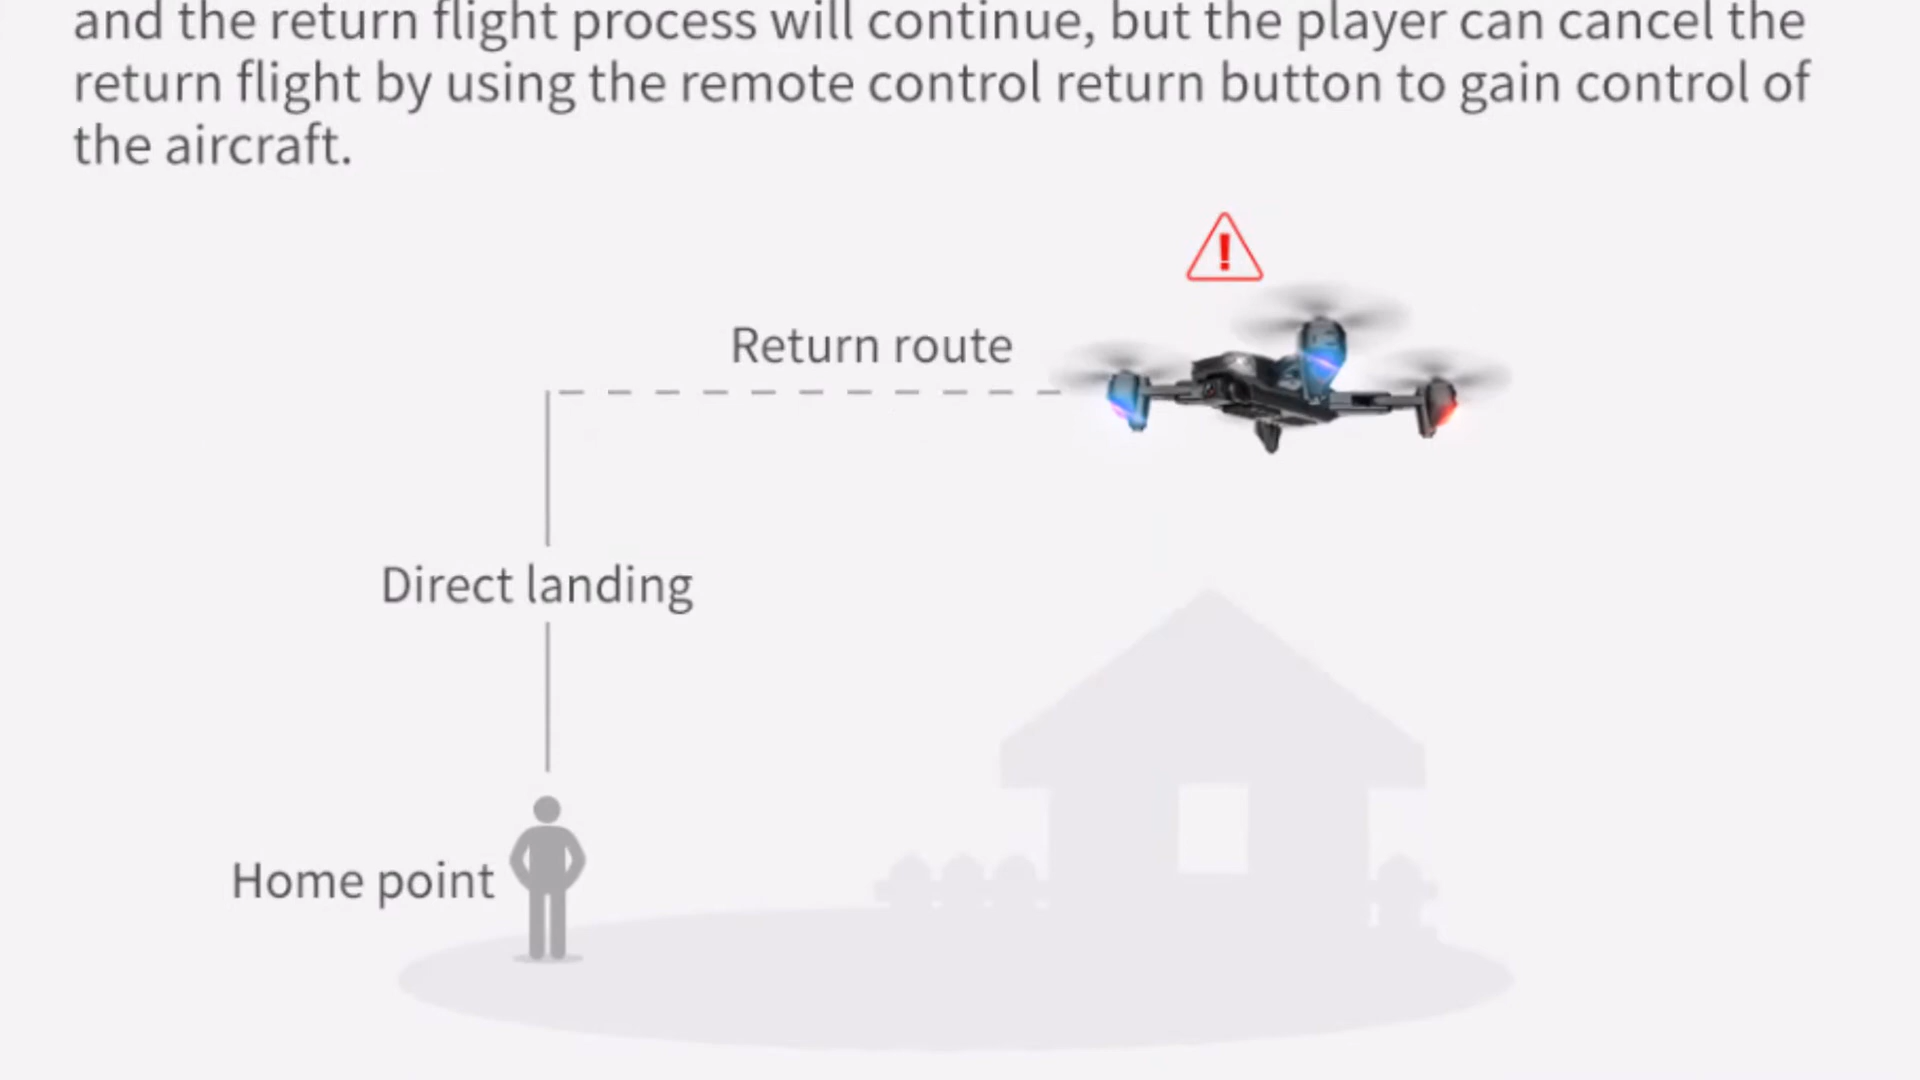 and the return flight process will continue, but the player can cancel the
return flight by using the remote control return button to gain control of
the aircraft.
Return route
Direct landing
Home point